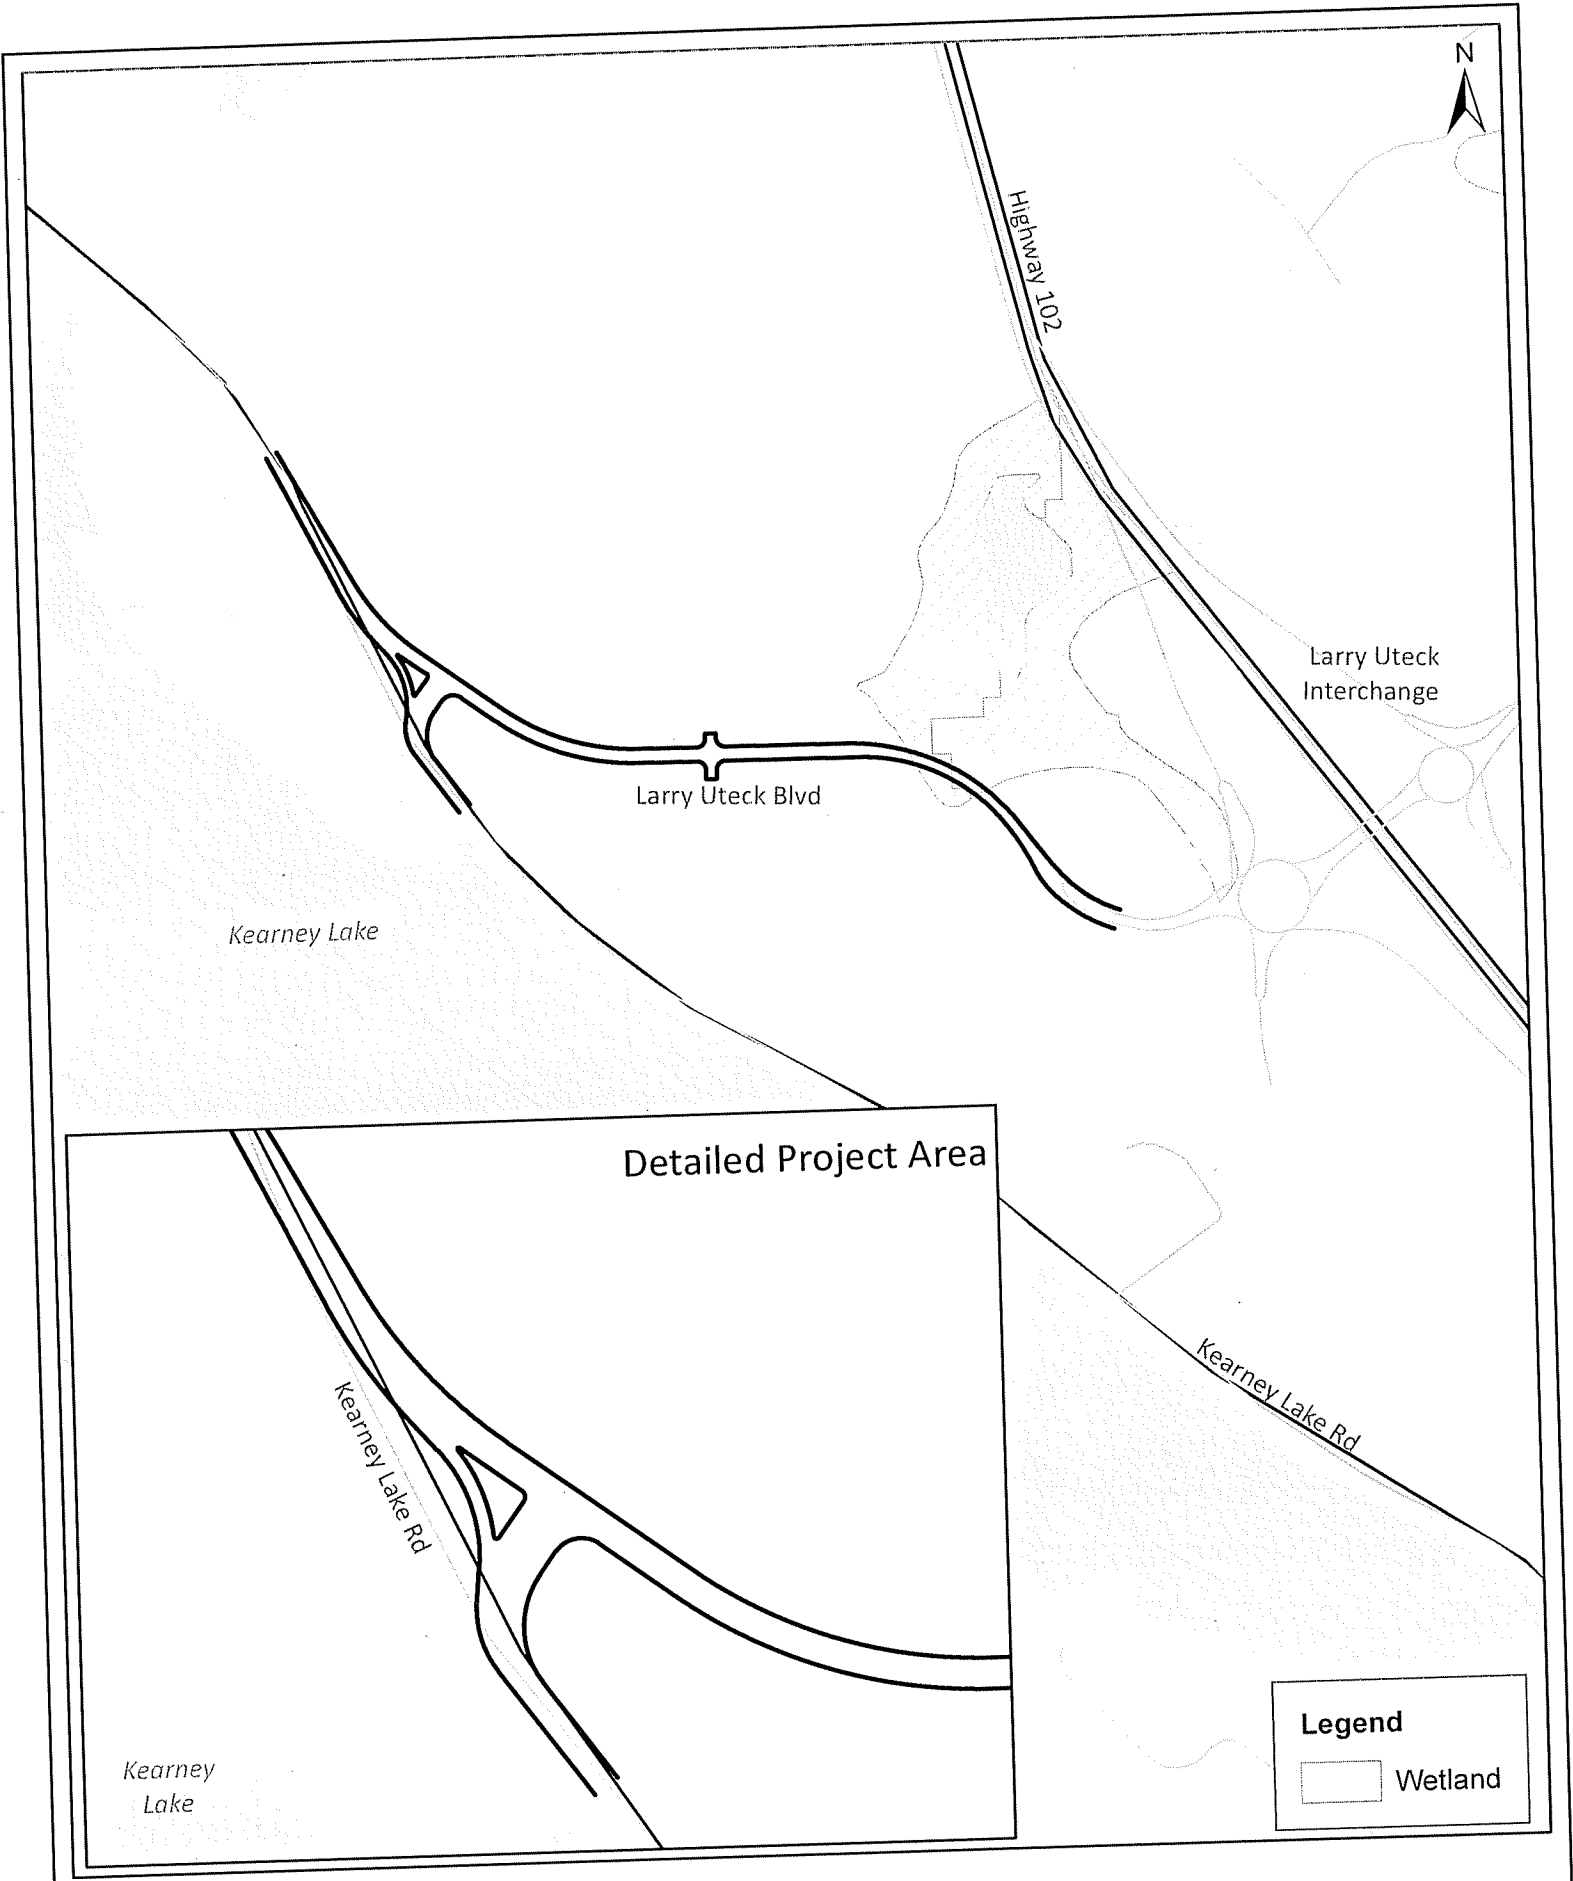 N
Highway 102
Larry Uteck
Interchange
Larry Uteck Blvd
Kearney Lake
Detailed Project Area
Kearney Lake Rd
Kearney Lake Rd
Kearney
Lake
Legend
Wetland